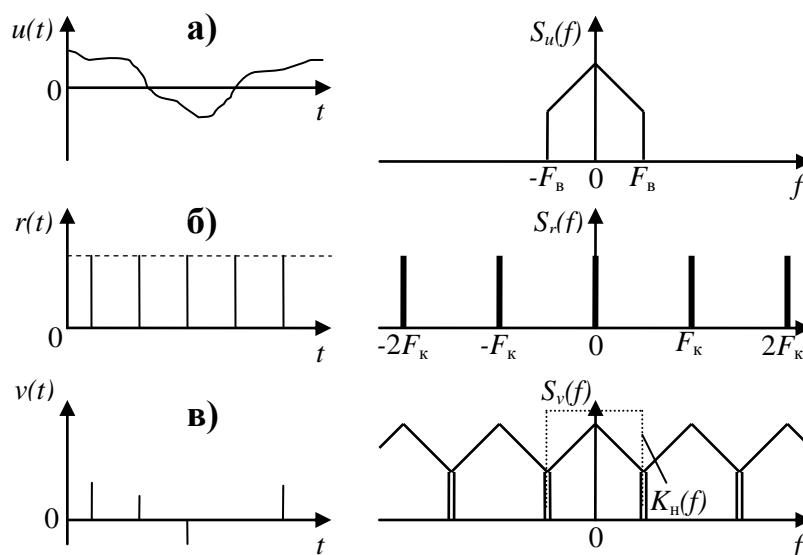 u(t)
а)
0
t
S_u(f)
-F_в 0 F_в
f
r(t)
б)
0
t
S_r(f)
-2F_к -F_к 0 F_к 2F_к
v(t)
в)
0
t
S_v(f)
K_н(f)
0
f